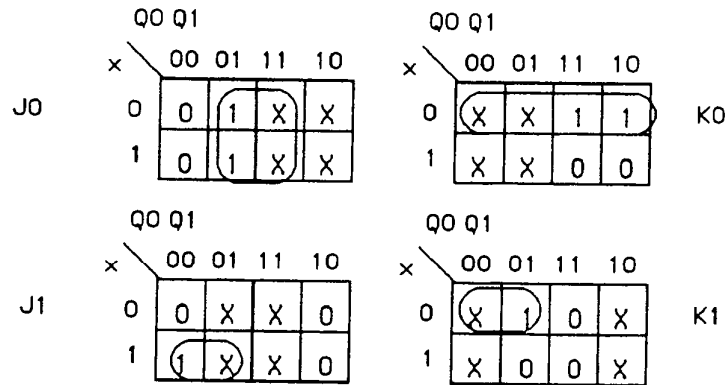 Q0 Q1
x 00 01 11 10
J0 0 0 1 X X
1 0 1 X X
Q0 Q1
x 00 01 11 10
0 X X 1 1 K0
1 X X 0 0
Q0 Q1
x 00 01 11 10
J1 0 0 X X 0
1 1 X X 0
Q0 Q1
x 00 01 11 10
0 X 1 0 X K1
1 X 0 0 X